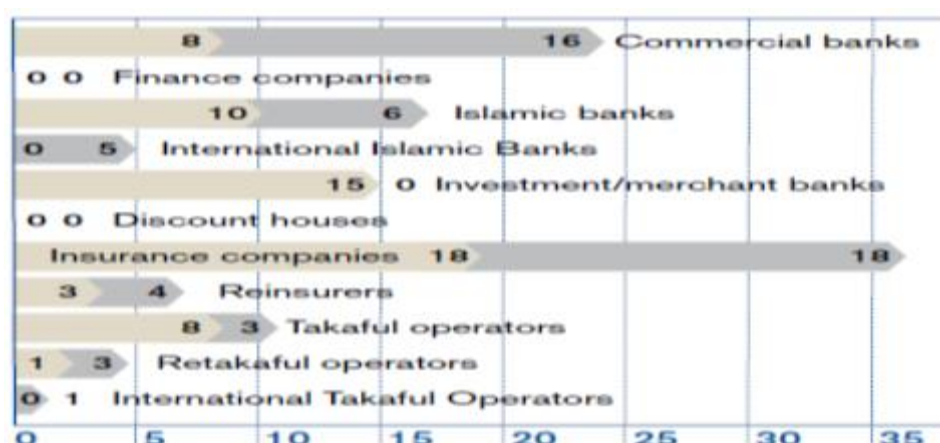 8 16 Commercial banks
0 0 Finance companies
10 6 Islamic banks
0 5 International Islamic Banks
15 0 Investment/merchant banks
0 0 Discount houses
Insurance companies 18 18
3 4 Reinsurers
8 3 Takaful operators
1 3 Retakaful operators
0 1 International Takaful Operators
0 5 10 15 20 25 30 35